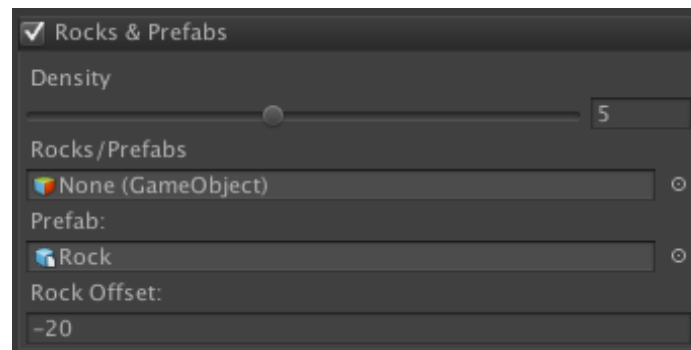 Rocks & Prefabs
Density
5
Rocks/Prefabs
None (GameObject)
Prefab:
Rock
Rock Offset:
-20